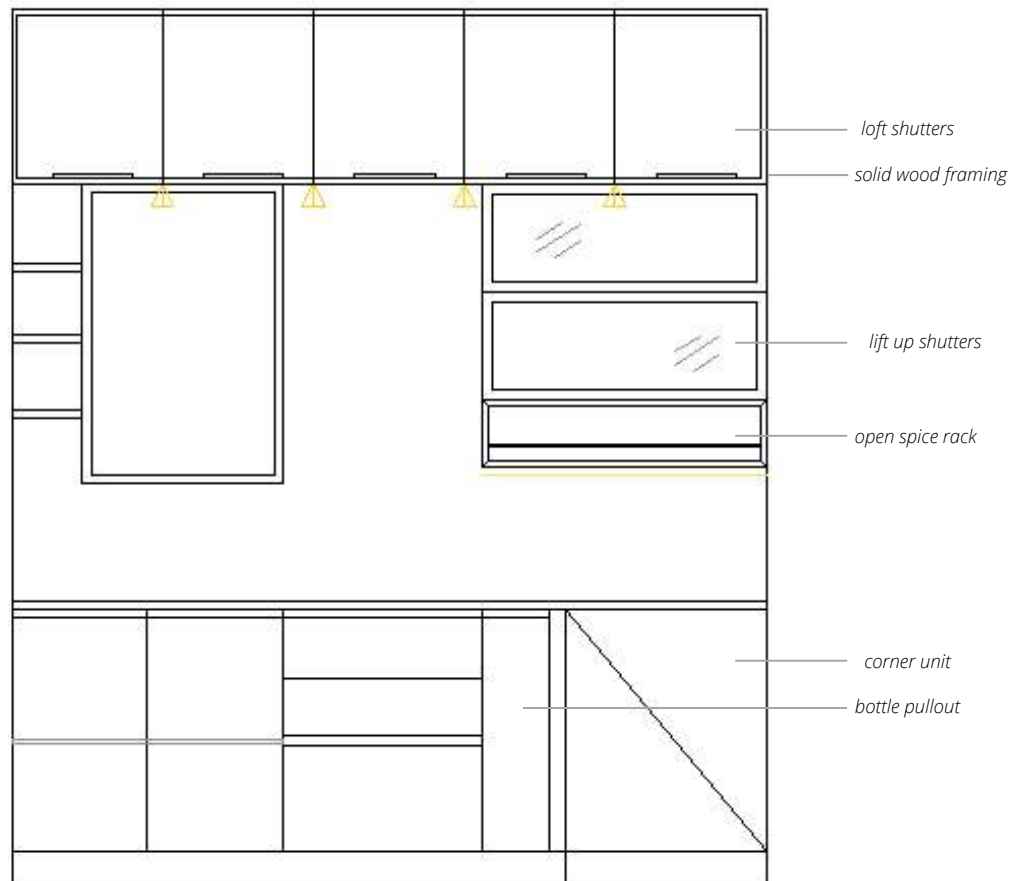 loft shutters
solid wood framing
lift up shutters
open spice rack
corner unit
bottle pullout